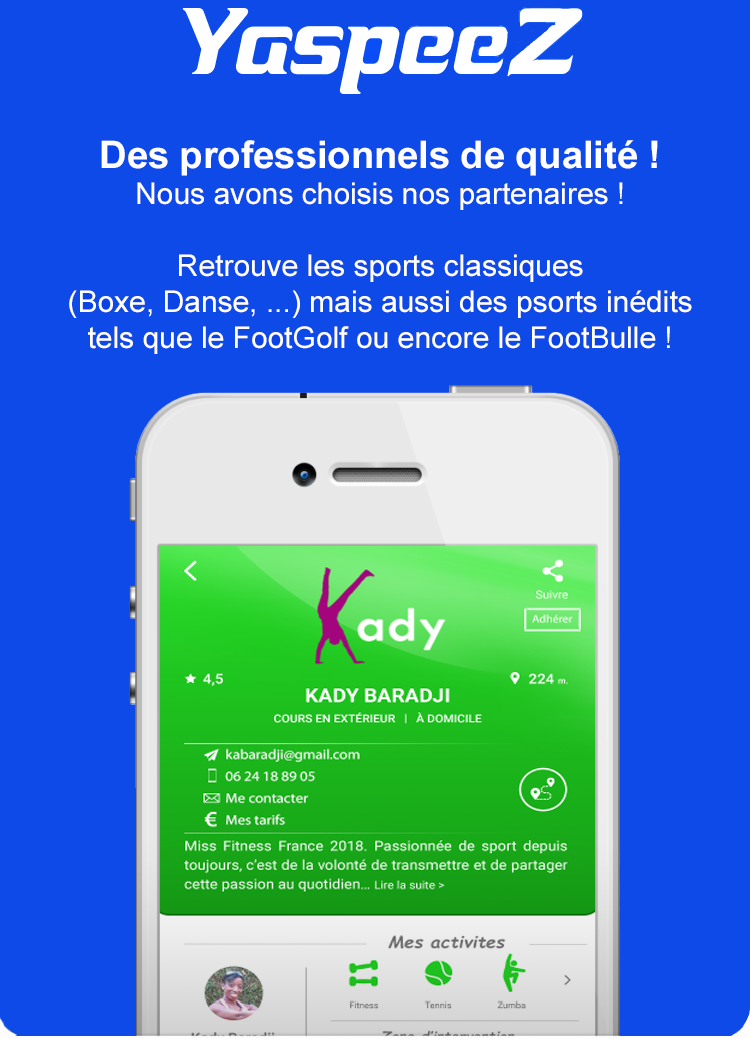 YaspeeZ
Des professionnels de qualité !
Nous avons choisis nos partenaires !
Retrouve les sports classiques
(Boxe, Danse, ...) mais aussi des psorts inédits
tels que le FootGolf ou encore le FootBulle !
Kady
Suivre
Adhérer
4,5
224 m.
KADY BARADJI
COURS EN EXTÉRIEUR | À DOMICILE
kabaradji@gmail.com
06 24 18 89 05
Me contacter
€ Mes tarifs
Miss Fitness France 2018. Passionnée de sport depuis
toujours, c'est de la volonté de transmettre et de partager
cette passion au quotidien... Lire la suite >
Mes activites
Fitness
Tennis
Zumba
Kady Baradji
Zone d'intervention